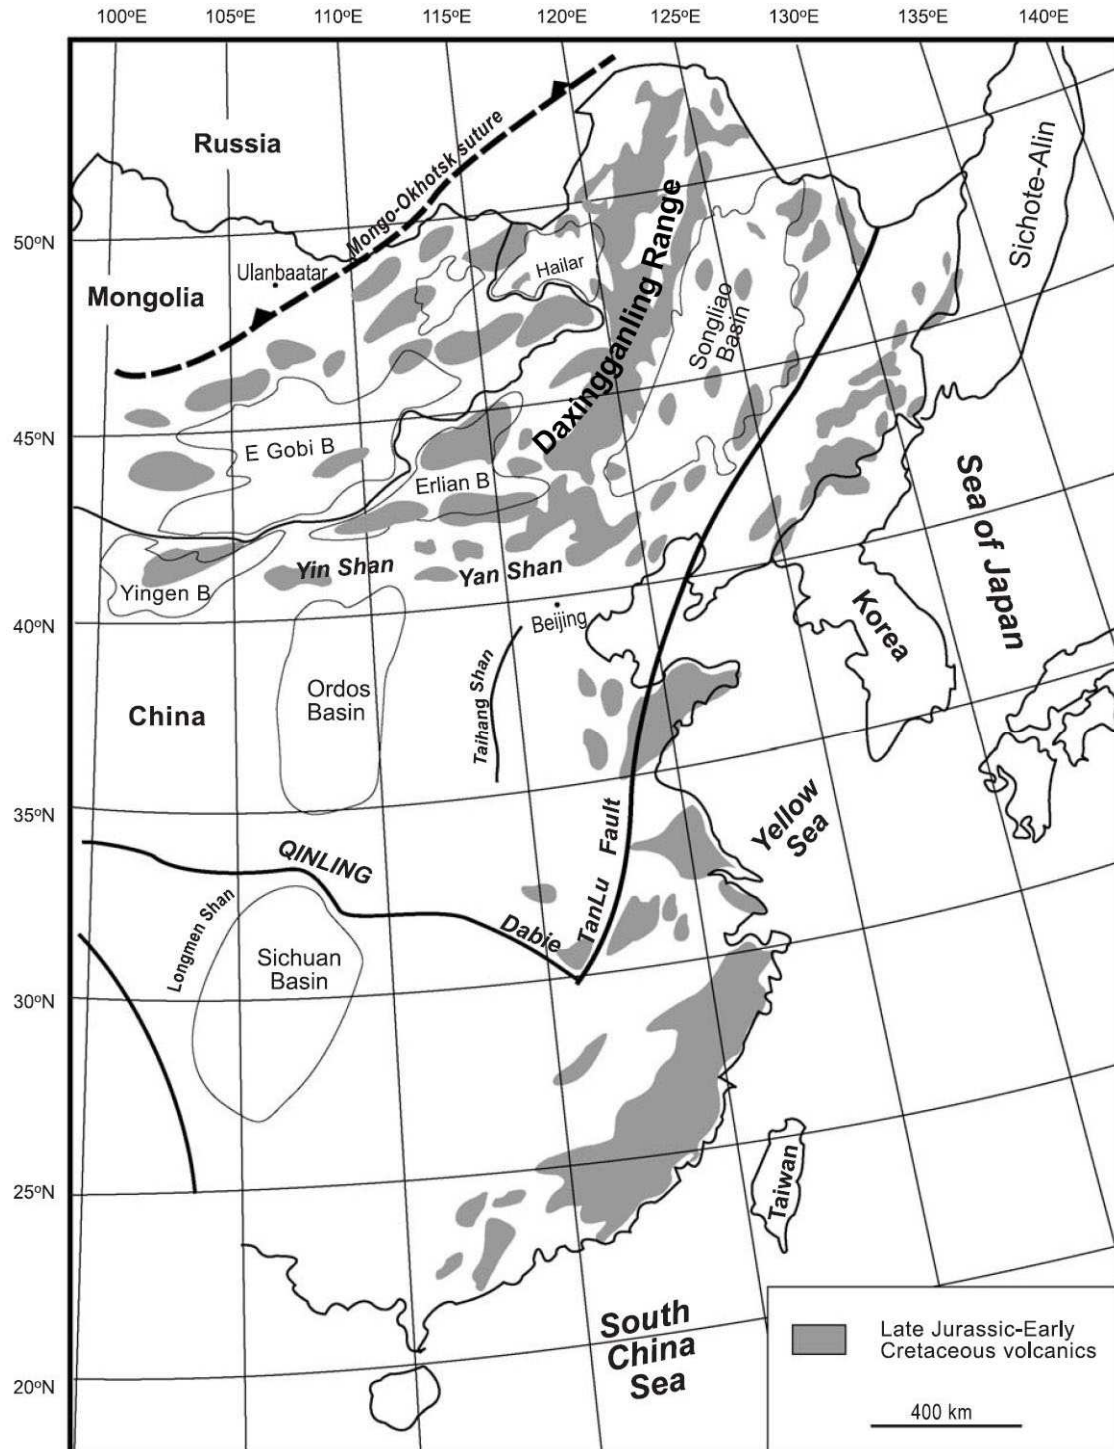 100ºE
105ºE
110ºE
115ºE
120ºE
125ºE
130ºE
135ºE
140ºE
Russia
Mongo-Okhotsk suture
Sichote-Alin
50ºN
Ulanbaatar
Hailar
Mongolia
Daxingganling Range
Songliao
Basin
45ºN
E Gobi B
Erlian B
Sea of Japan
Yingen B
Yin Shan
Yan Shan
40ºN
Beijing
Korea
Ordos
Basin
China
Taihang Shan
35ºN
TanLu Fault
Yellow
Sea
QINLING
Dabie
Longmen Shan
Sichuan
Basin
30ºN
25ºN
Taiwan
20ºN
South
China
Sea
Late Jurassic-Early
Cretaceous volcanics
400 km